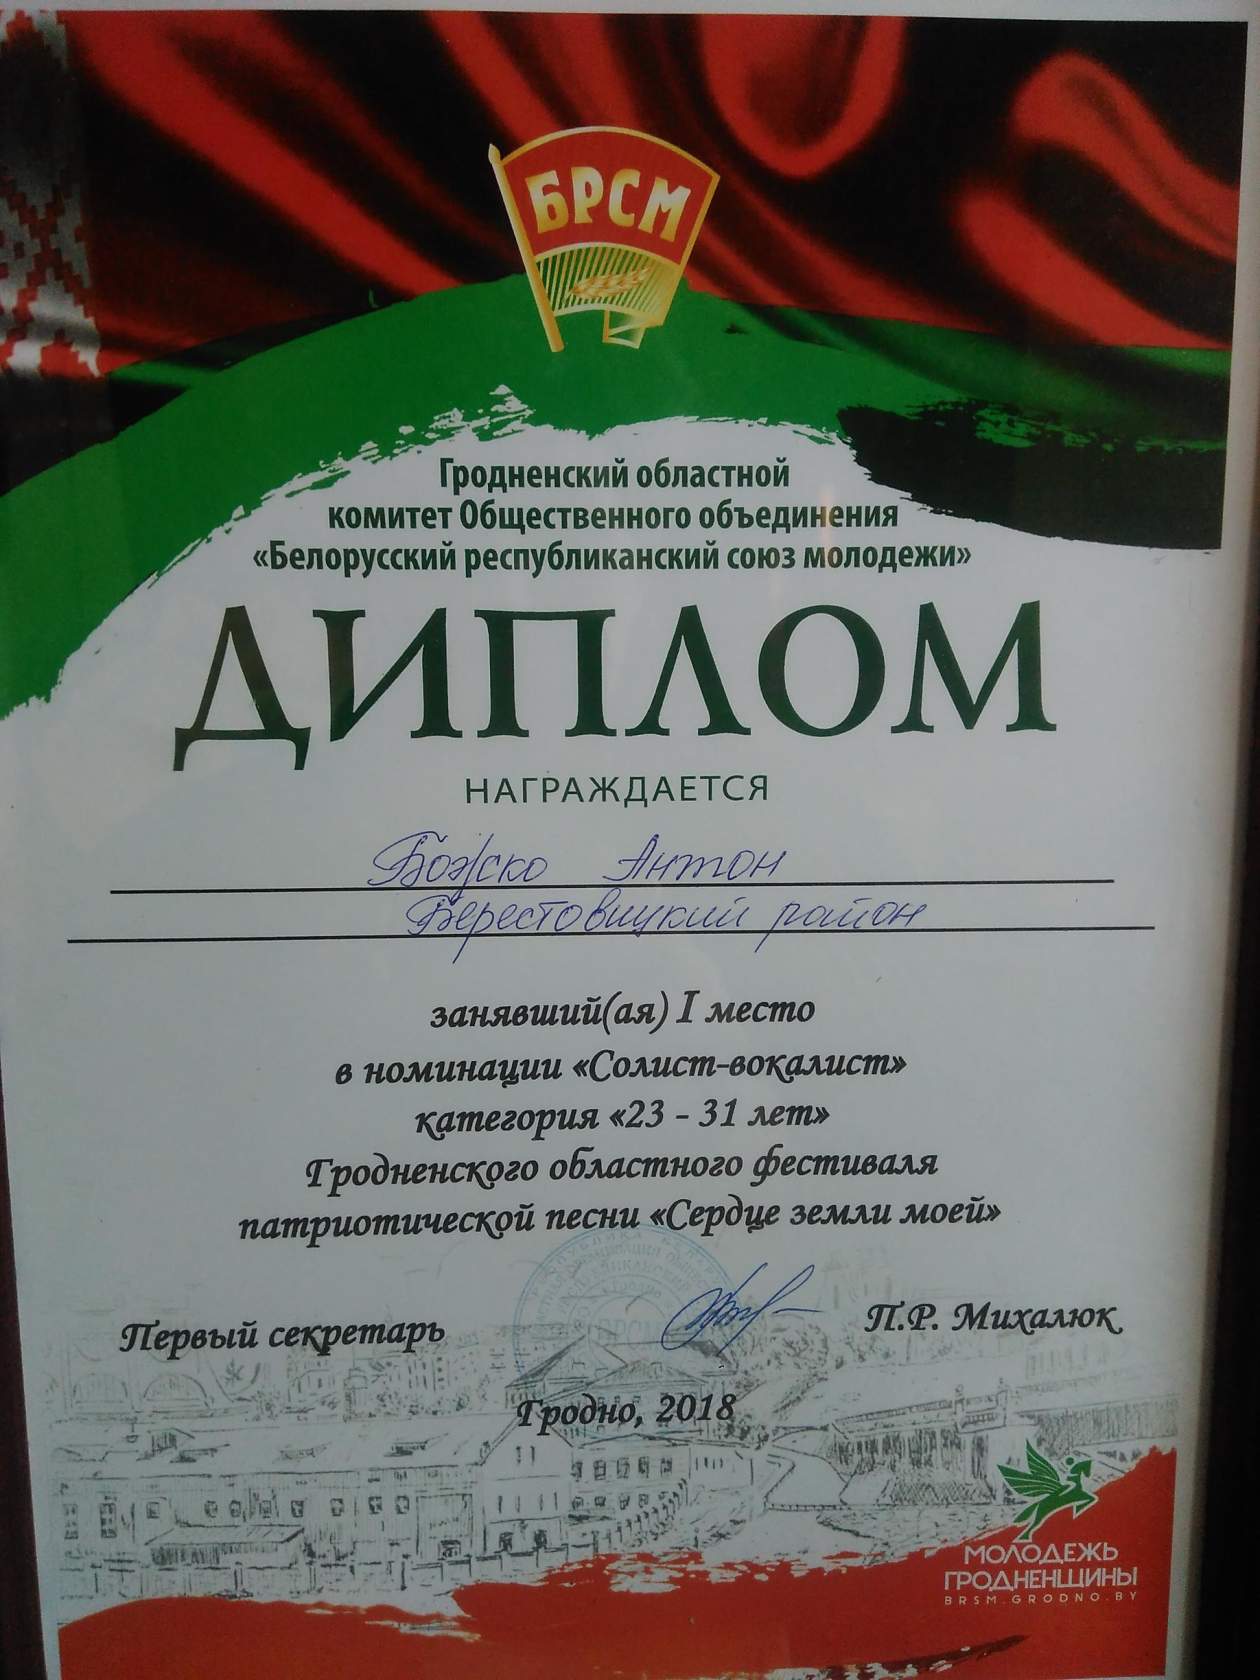 БРСМ
Гродненский областной
комитет Общественного объединения
«Белорусский республиканский союз молодежи»
ДИПЛОМ
НАГРАЖДАЕТСЯ
Божско Антон
Берестовицкий район
занявший(ая) I место
в номинации «Солист-вокалист»
категория «23 - 31 лет»
Гродненского областного фестиваля
патриотической песни «Сердце земли моей»
Первый секретарь
П.Р. Михалюк
Гродно, 2018
МОЛОДЕЖЬ
ГРОДНЕНЩИНЫ
BRSM.GRODNO.BY